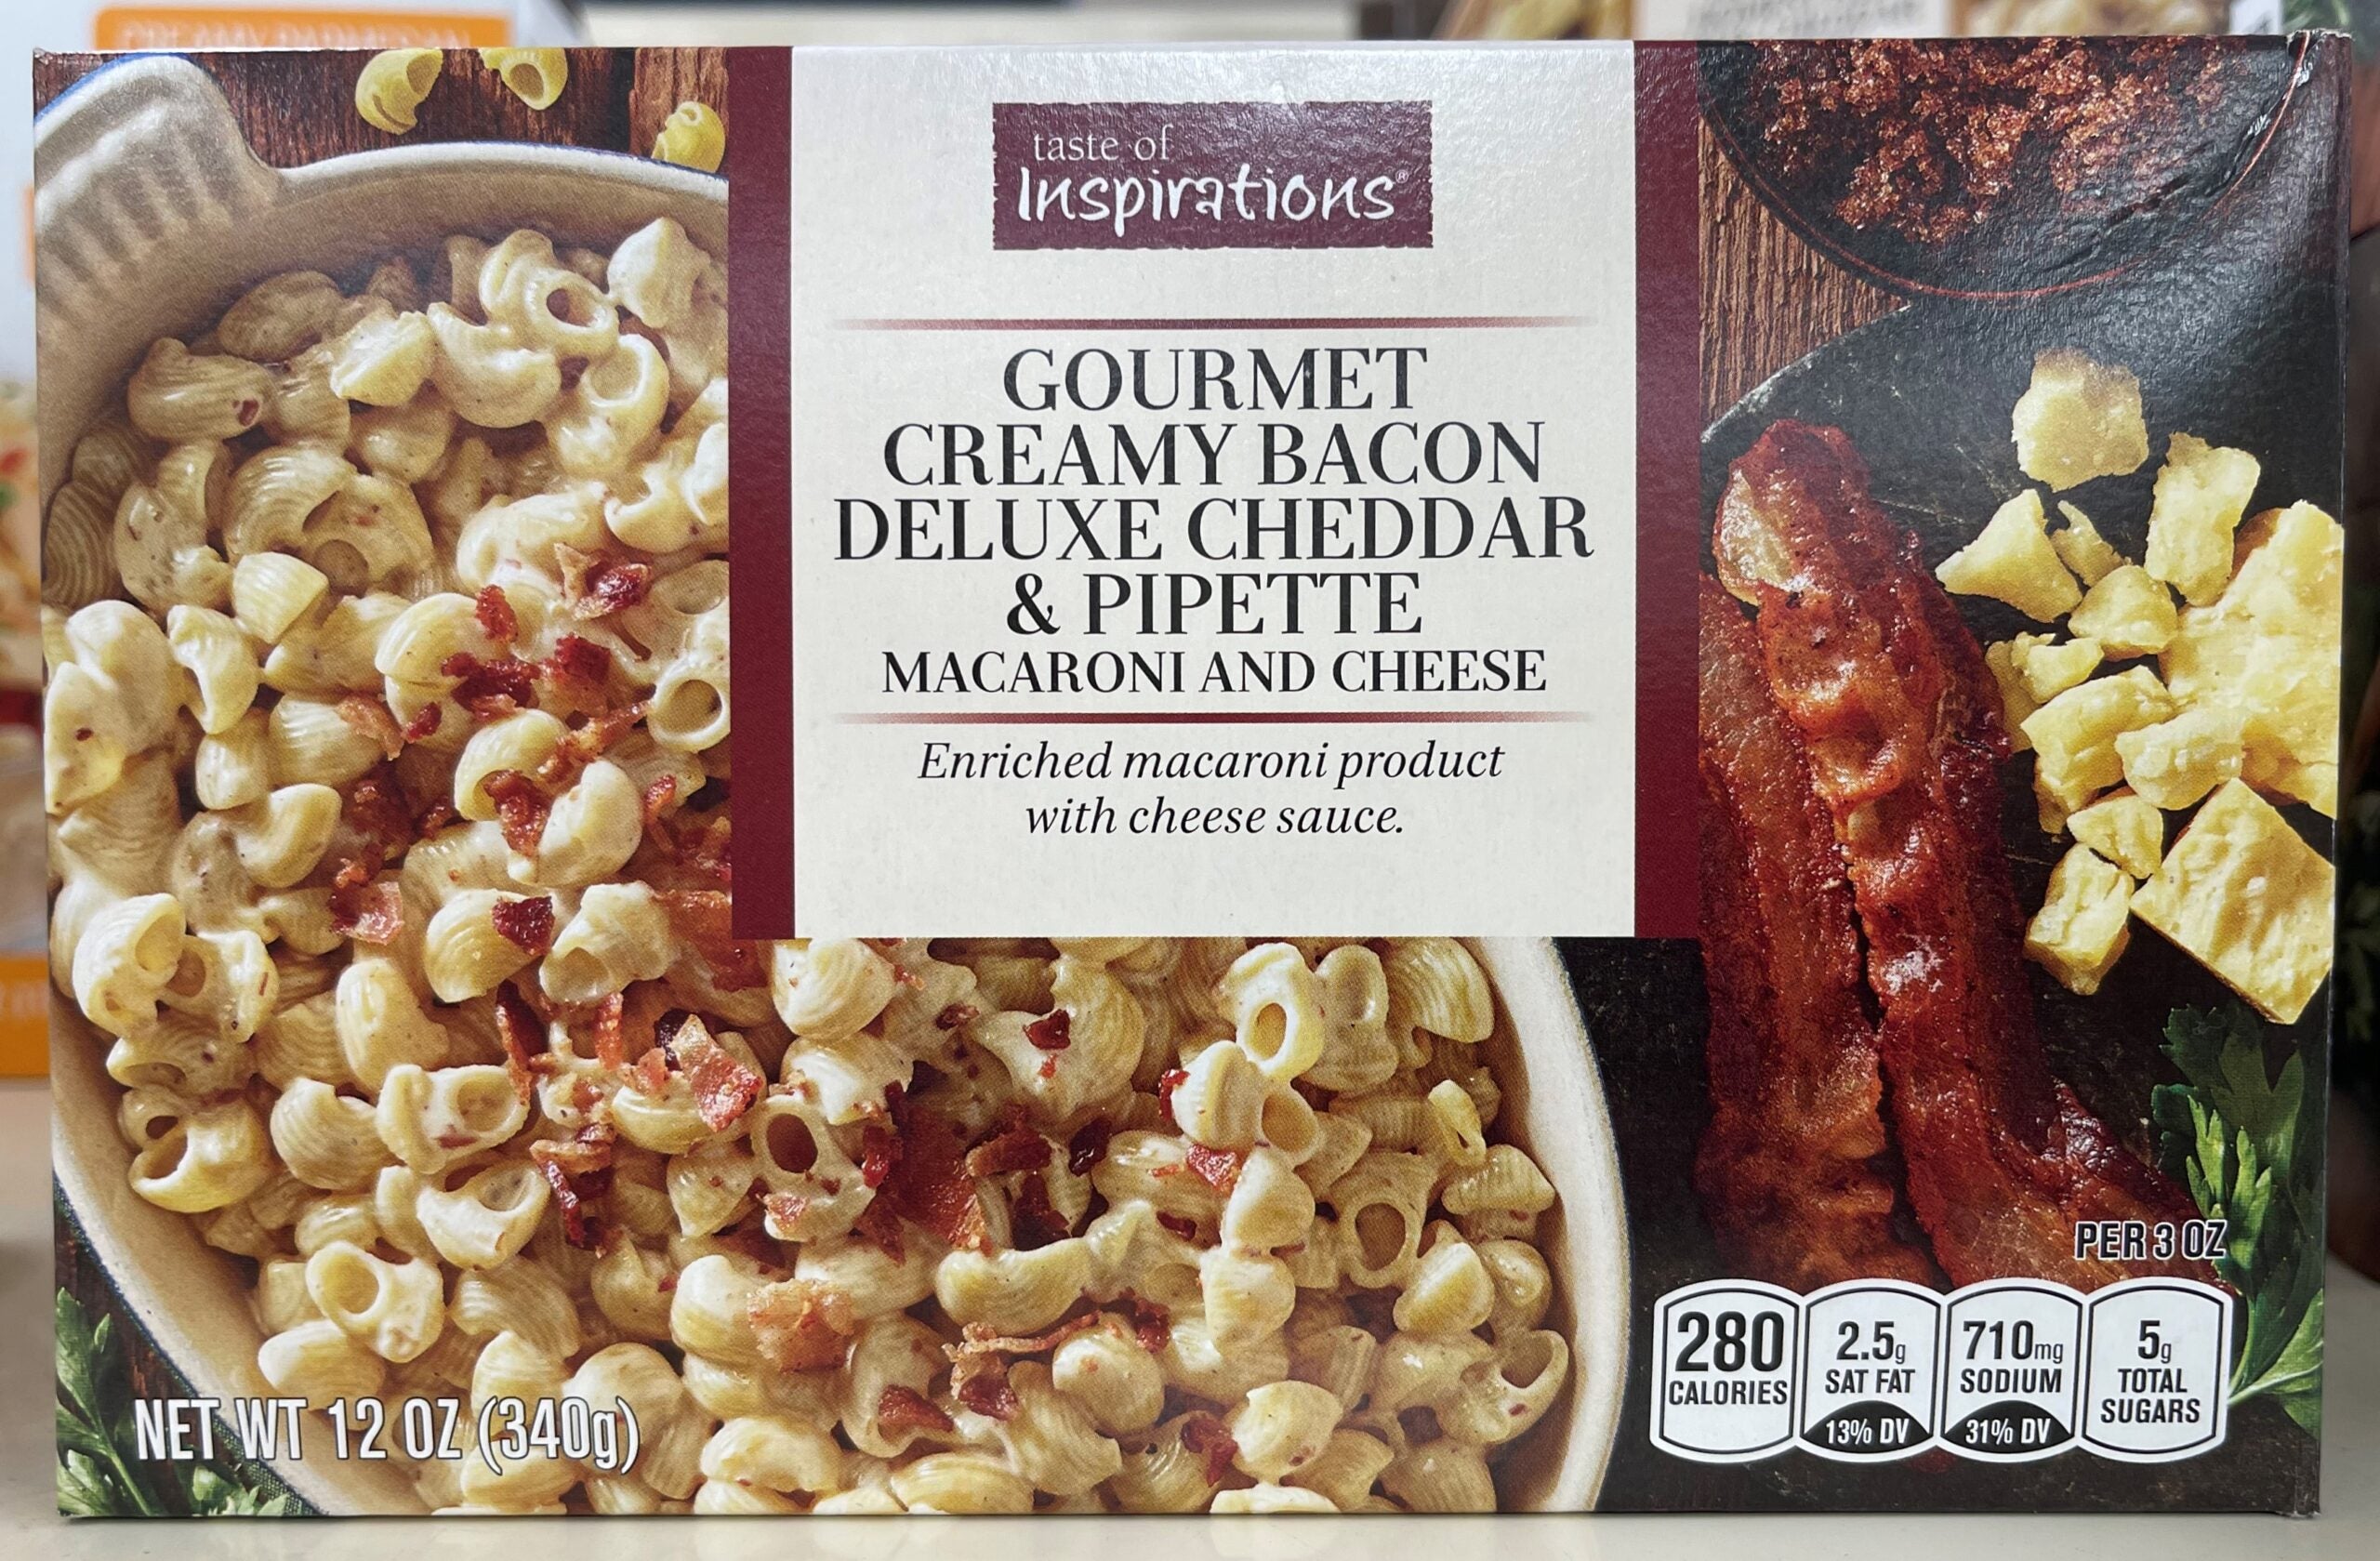 CREAMY PARMESAN
taste of
Inspirations®
GOURMET
CREAMY BACON
DELUXE CHEDDAR
& PIPETTE
MACARONI AND CHEESE
Enriched macaroni product
with cheese sauce.
PER 3 OZ
280 CALORIES
2.5g SAT FAT 13% DV
710mg SODIUM 31% DV
5g TOTAL SUGARS
NET WT 12 OZ (340g)